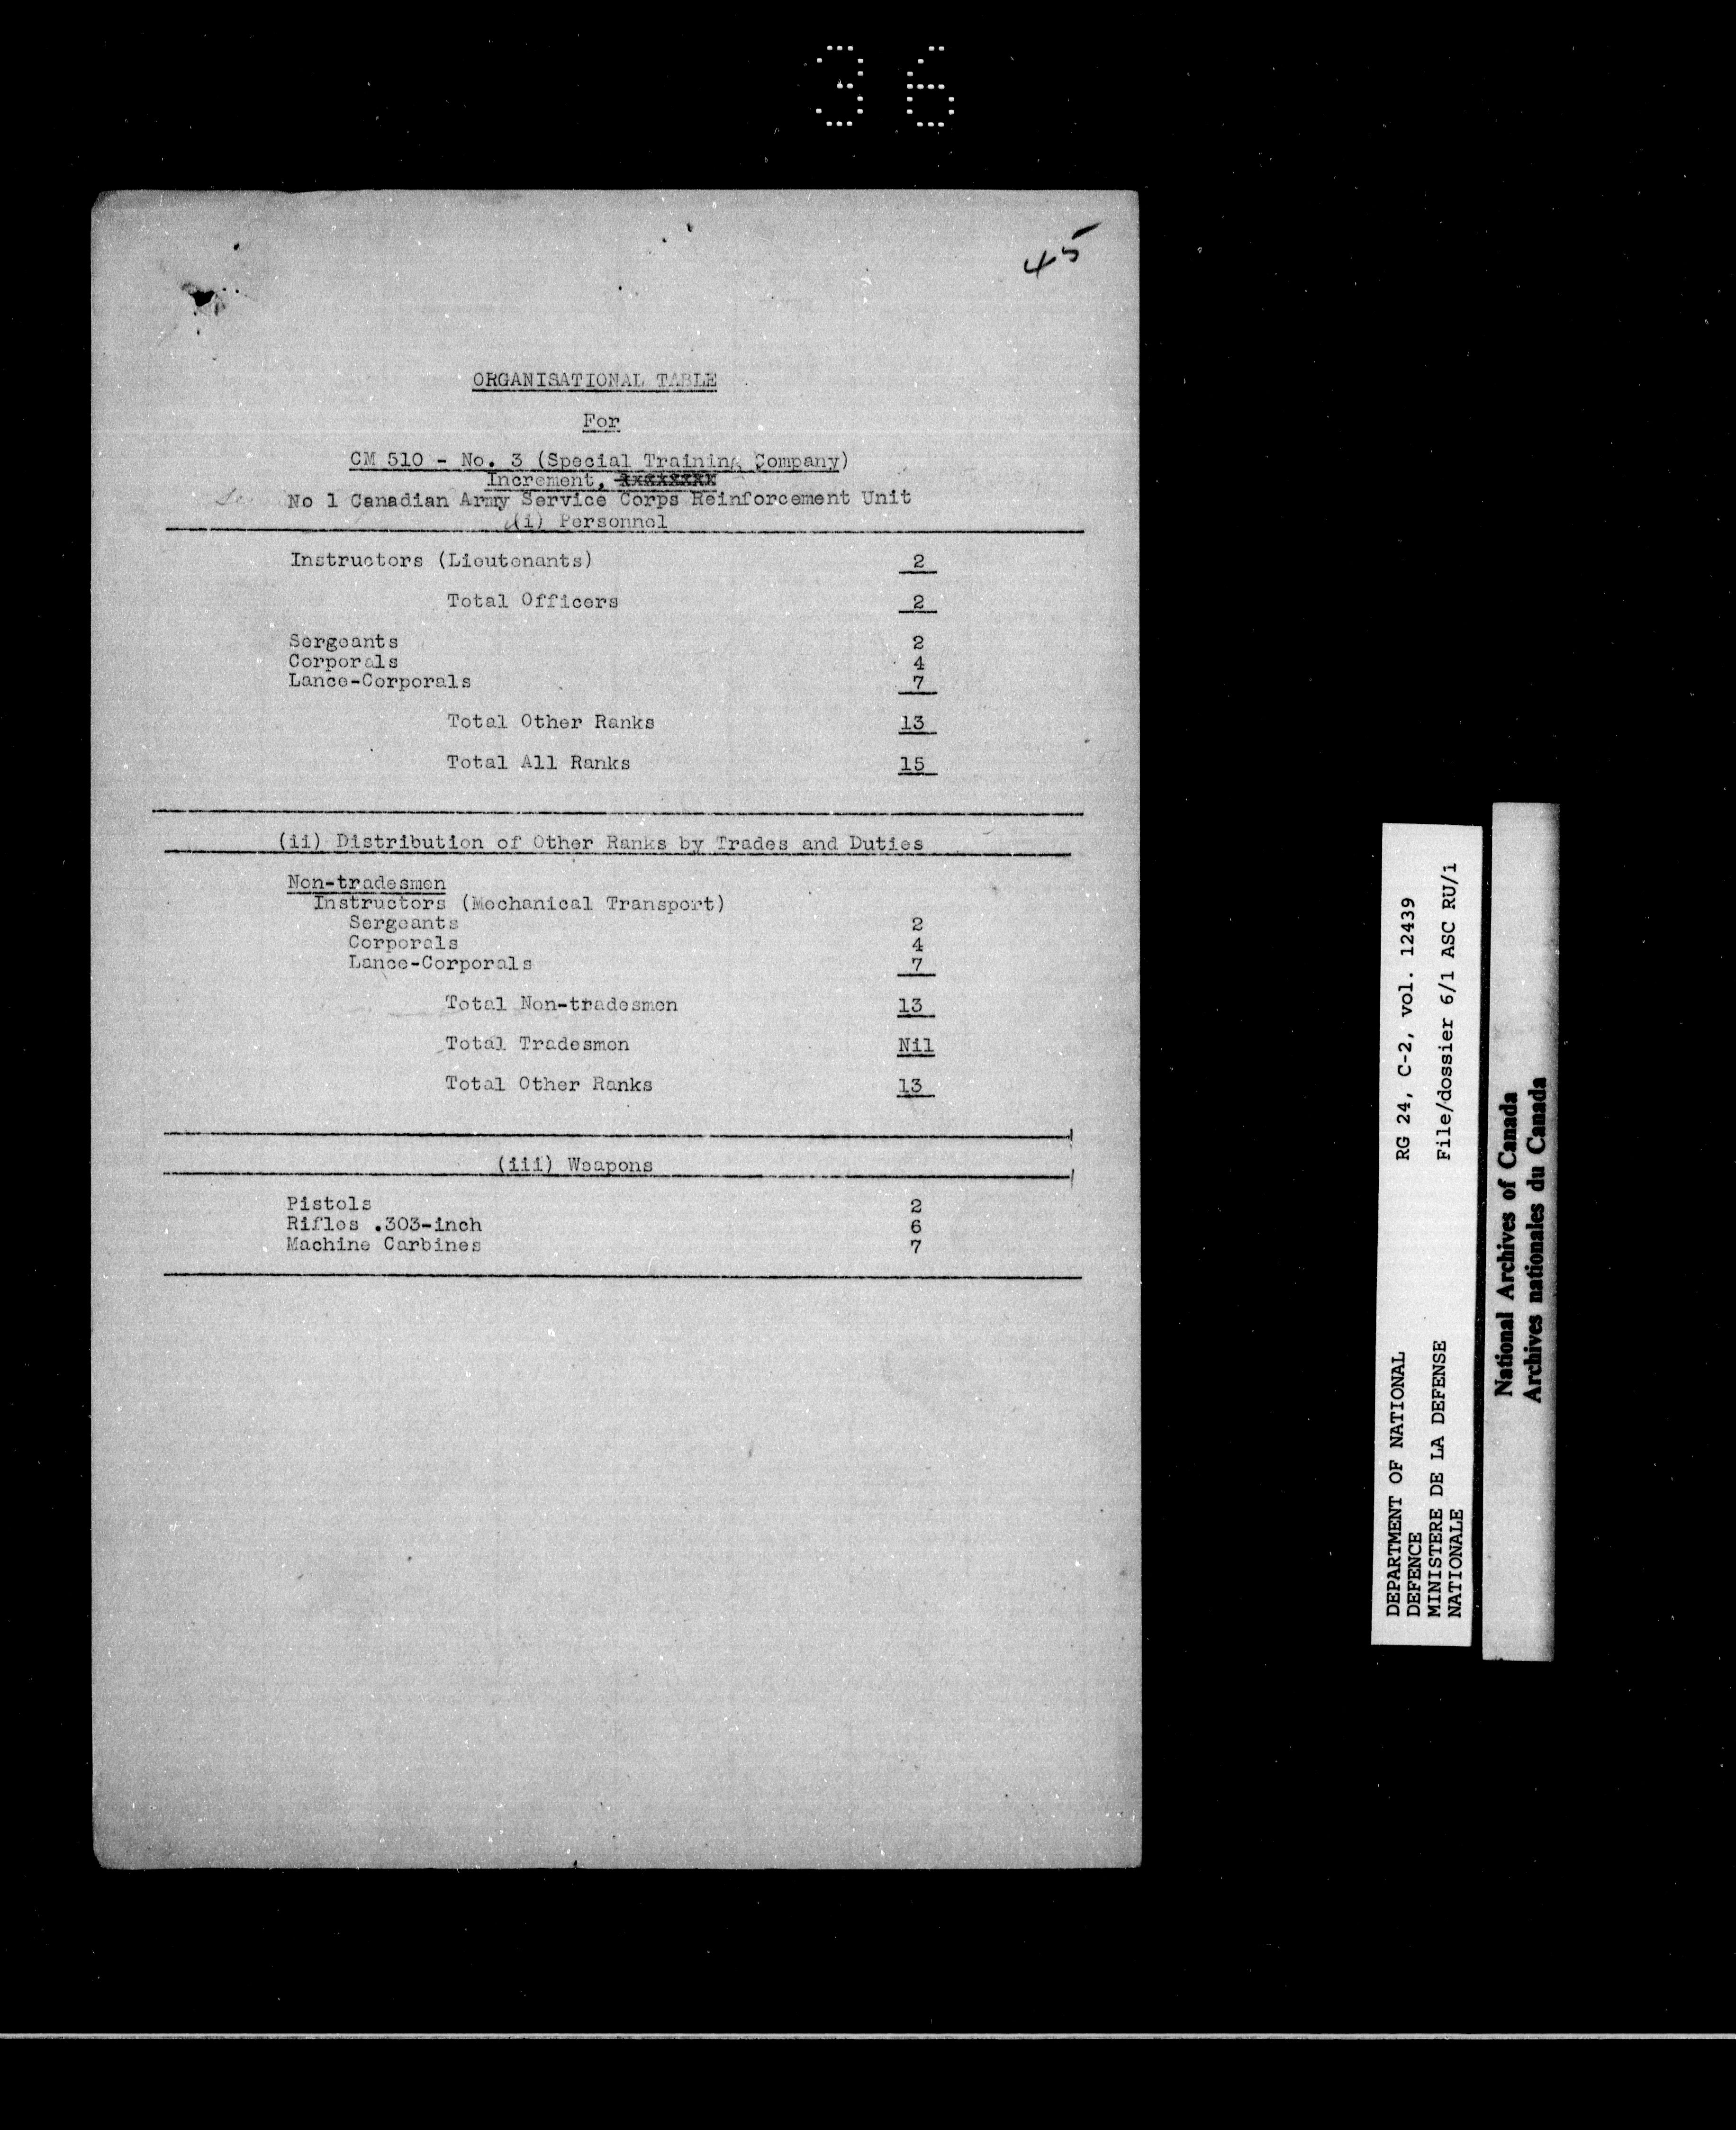 36
45
ORGANISATIONAL TABLE
For
CM 510 - No. 3 (Special Training Company)
Increment,
No 1 Canadian Army Service Corps Reinforcement Unit
(i) Personnel
Instructors (Lieutenants) 2
Total Officers 2
Sergeants 2
Corporals 4
Lance-Corporals 7
Total Other Ranks 13
Total All Ranks 15
(ii) Distribution of Other Ranks by Trades and Duties
Non-tradesmen
Instructors (Mechanical Transport)
Sergeants 2
Corporals 4
Lance-Corporals 7
Total Non-tradesmen 13
Total Tradesmen Nil
Total Other Ranks 13
(iii) Weapons
Pistols 2
Rifles .303-inch 6
Machine Carbines 7
DEPARTMENT OF NATIONAL RG 24, C-2, vol. 12439
DEFENCE
MINISTERE DE LA DEFENSE File/dossier 6/1 ASC RU/1
NATIONALE
National Archives of Canada
Archives nationales du Canada